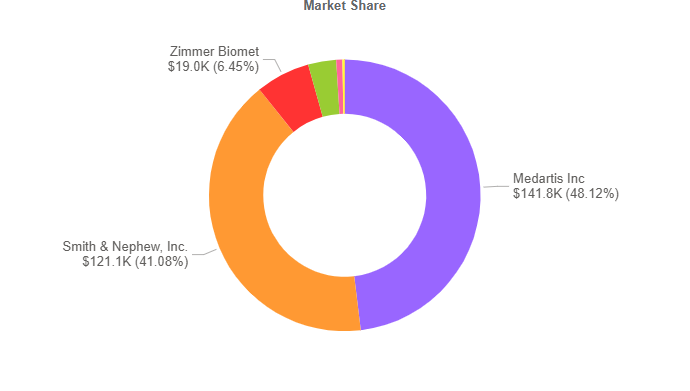 Market Share
Zimmer Biomet
$19.0K (6.45%)
Medartis Inc
$141.8K (48.12%)
Smith & Nephew, Inc.
$121.1K (41.08%)